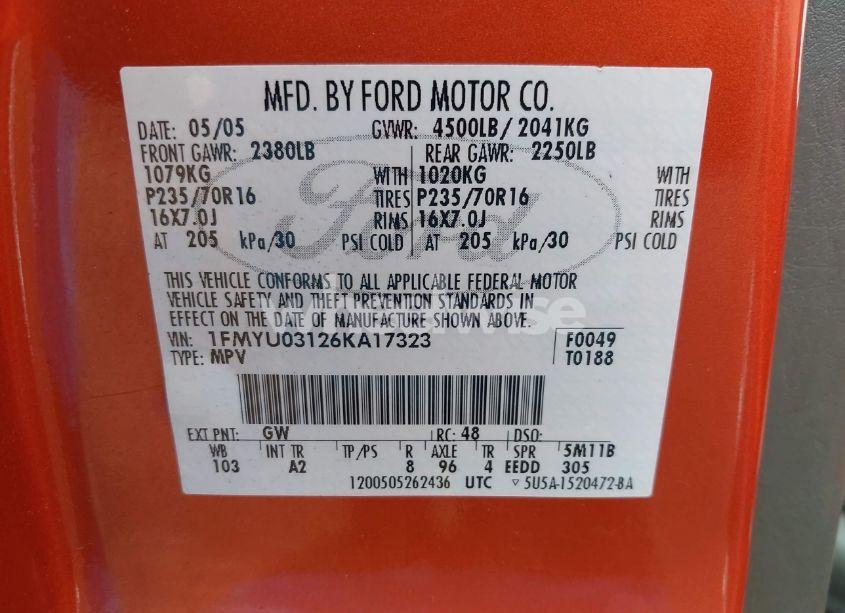 MFD. BY FORD MOTOR CO.
DATE: 05/05 GVWR: 4500LB/ 2041KG
FRONT GAWR: 2380LB REAR GAWR: 2250LB
1079KG WITH 1020KG WITH
P235/70R16 TIRES P235/70R16 TIRES
16X7.0J RIMS 16X7.0J RIMS
AT 205 kPa/30 PSI COLD AT 205 kPa/30 PSI COLD
Ford
THIS VEHICLE CONFORMS TO ALL APPLICABLE FEDERAL MOTOR
VEHICLE SAFETY AND THEFT PREVENTION STANDARDS IN
EFFECT ON THE DATE OF MANUFACTURE SHOWN ABOVE.
VIN: 1FMYU03126KA17323 F0049
TYPE: MPV T0188
EXT PNT: GW RC: 48 DSO:
WB INT TR TP/PS R AXLE TR SPR 5M11B
103 A2 8 96 4 EEDD 305
1200505262436 UTC ▽ 5U5A-1520472-BA